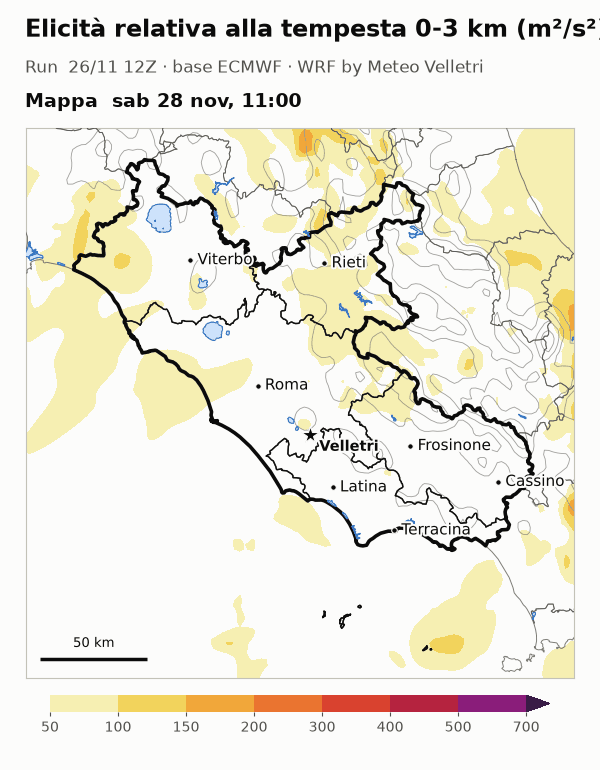 Elicità relativa alla tempesta 0-3 km (m²/s²)
Run 26/11 12Z · base ECMWF · WRF by Meteo Velletri
Mappa sab 28 nov, 11:00
Viterbo
Rieti
Roma
Velletri
Frosinone
Cassino
Latina
Terracina
50 km
50 100 150 200 300 400 500 700